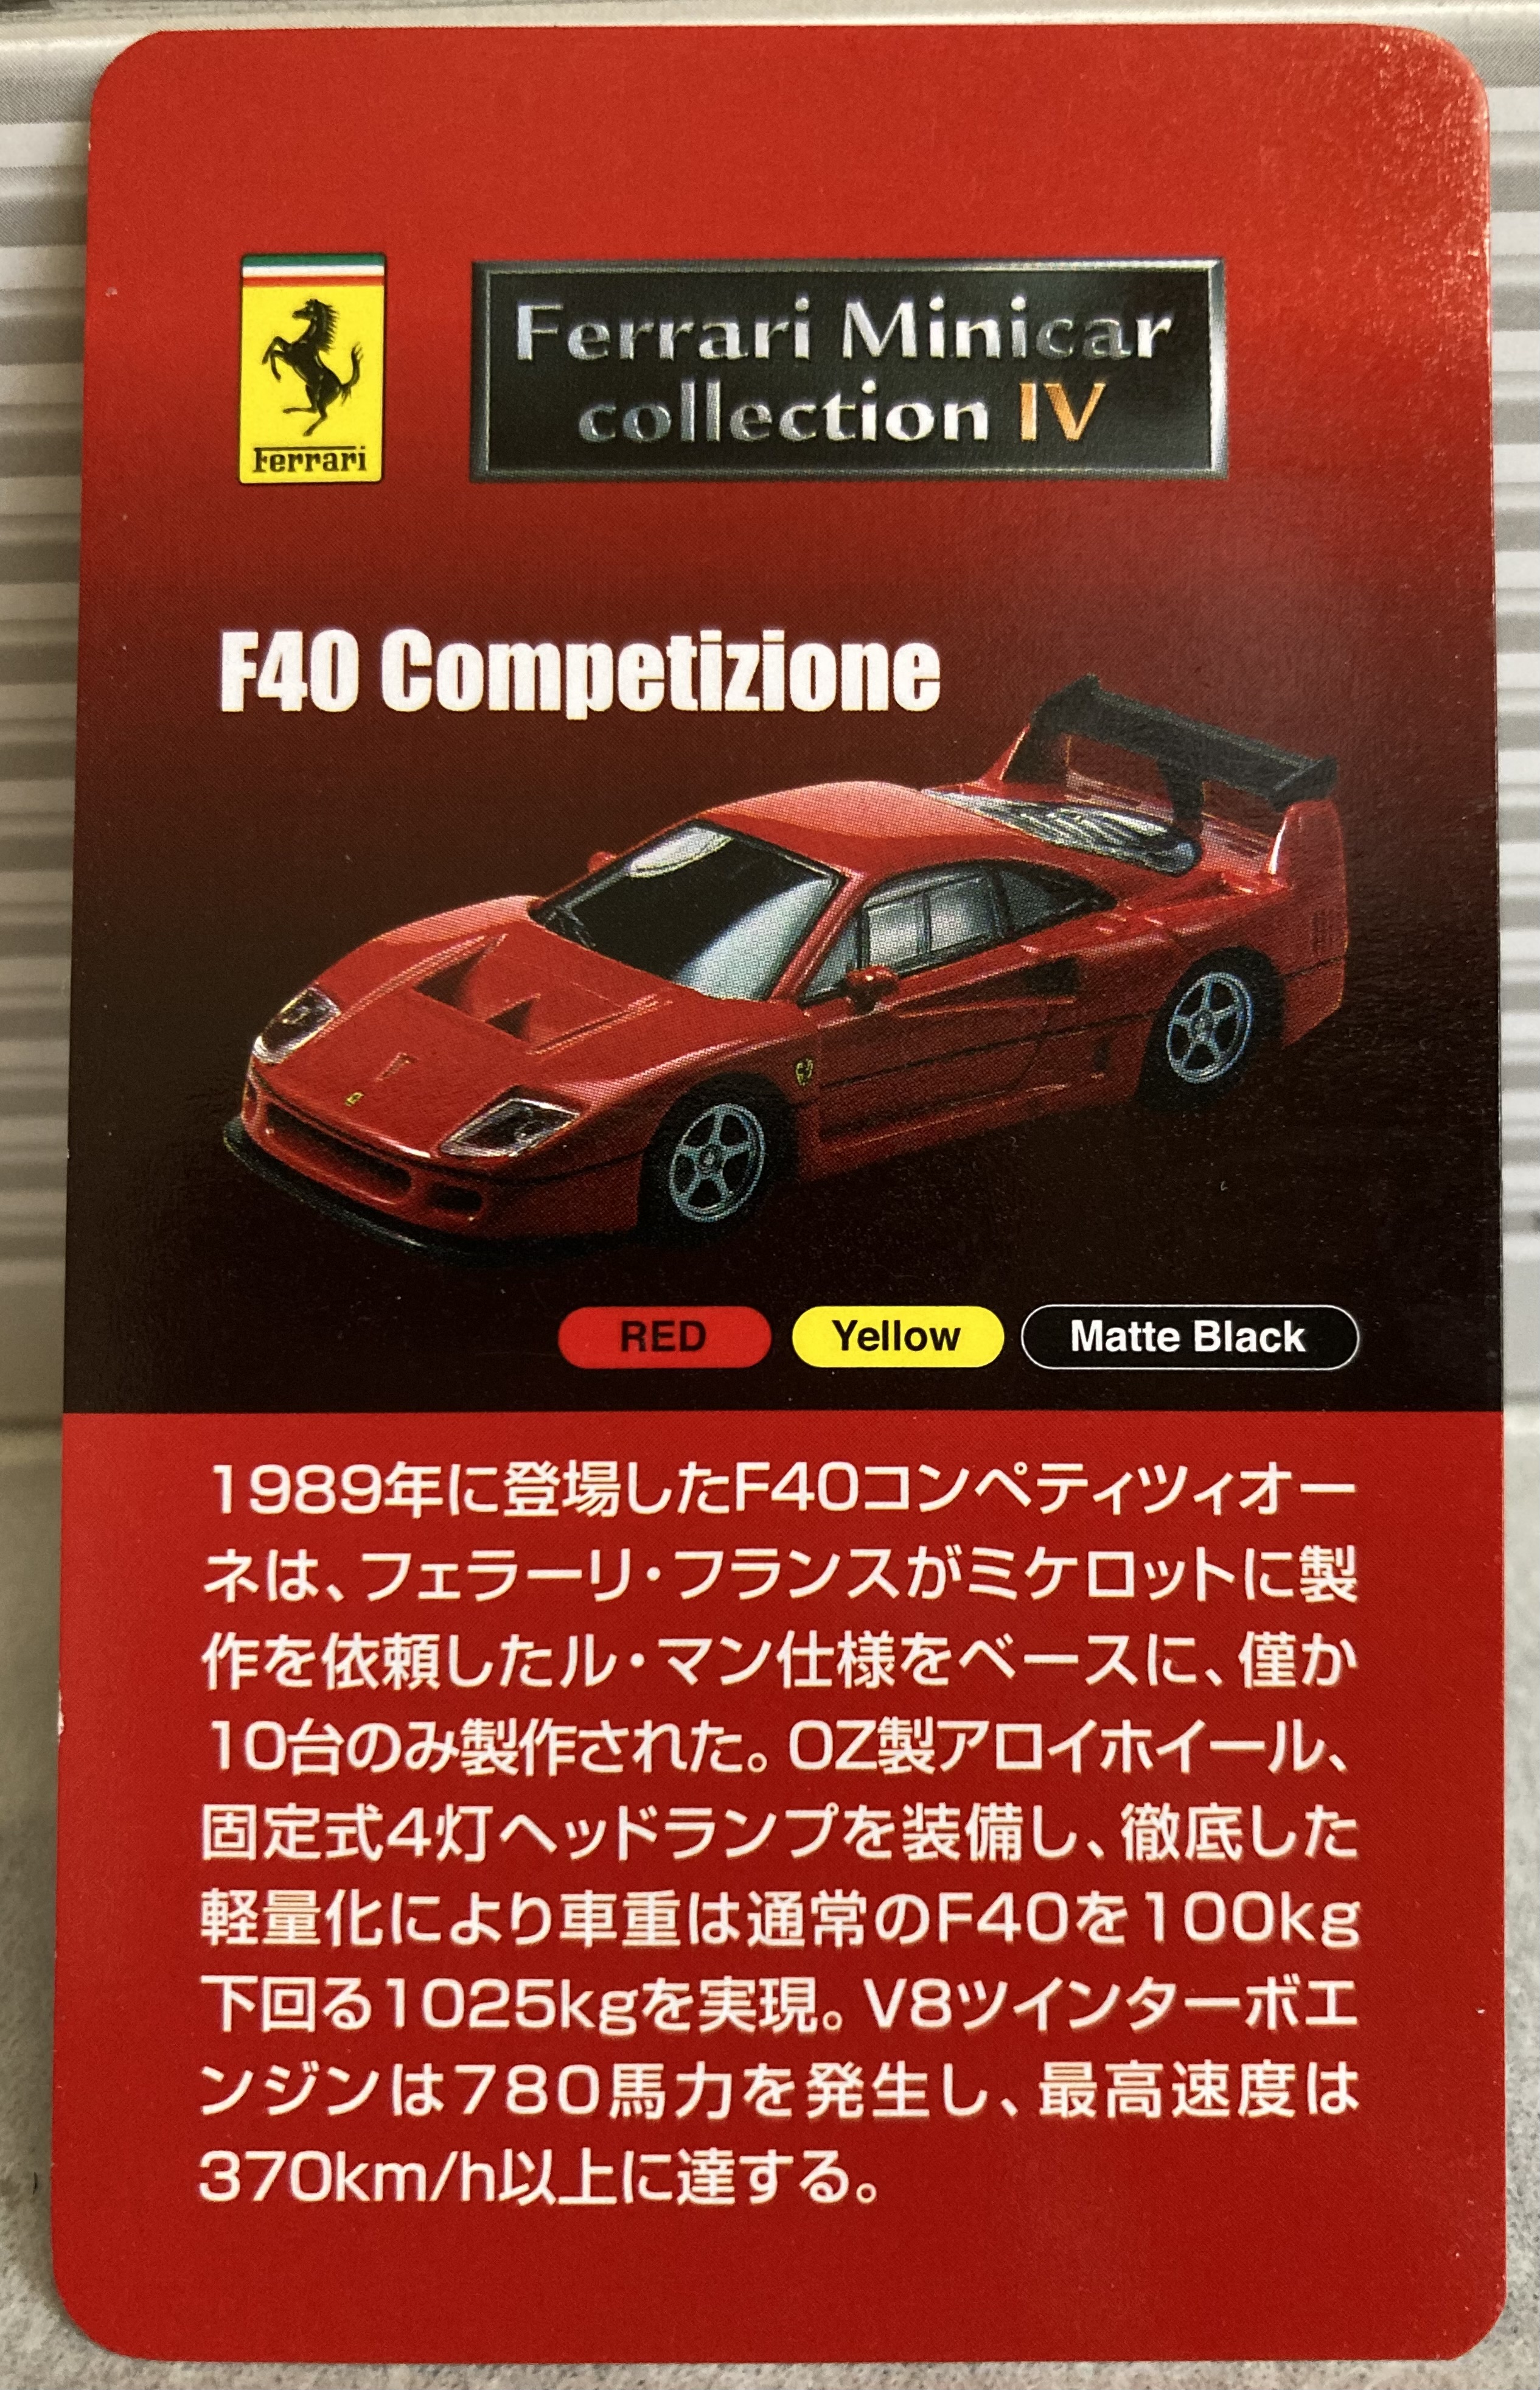 Ferrari
Ferrari Minicar
collection IV
F40 Competizione
RED
Yellow
Matte Black
1989年に登場したF40コンペティツィオー
ネは、フェラーリ・フランスがミケロットに製
作を依頼したル・マン仕様をベースに、僅か
10台のみ製作された。OZ製アロイホイール、
固定式4灯ヘッドランプを装備し、徹底した
軽量化により車重は通常のF40を100kg
下回る1025kgを実現。V8ツインターボエ
ンジンは780馬力を発生し、最高速度は
370km/h以上に達する。